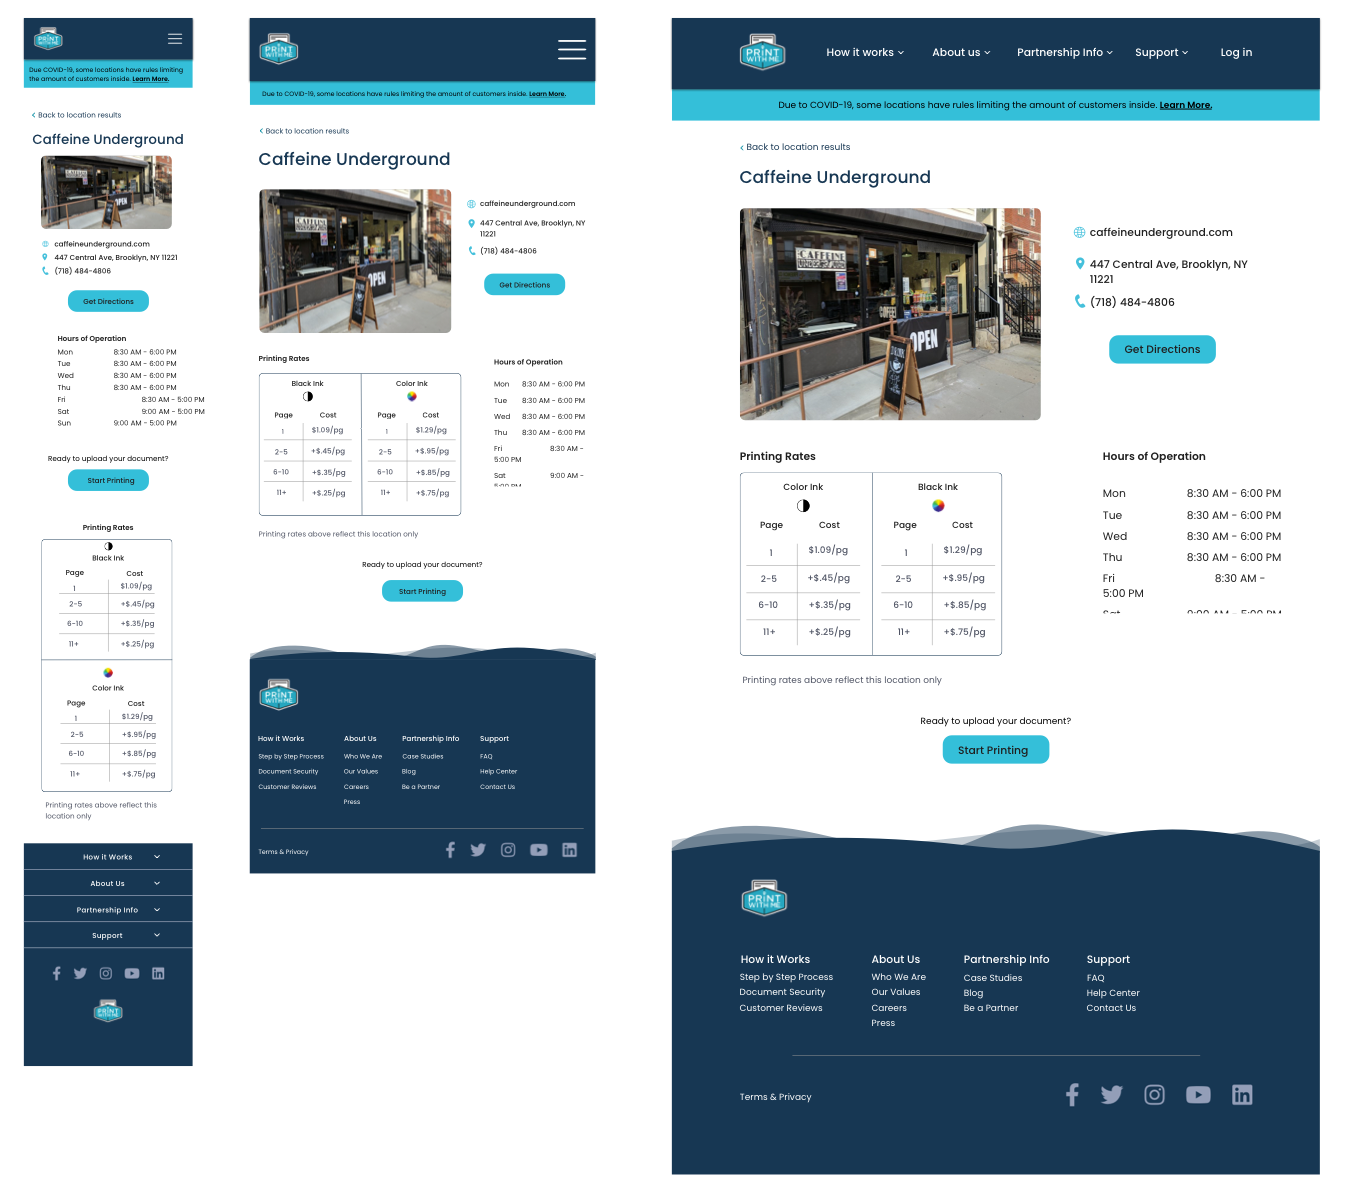 PRINT
WITH ME
Due COVID-19, some locations have rules limiting
the amount of customers inside. Learn More.
Back to location results
Caffeine Underground
CAFFEINE
UNDERGROUND
OPEN
caffeineunderground.com
447 Central Ave, Brooklyn, NY 11221
(718) 484-4806
Get Directions
Hours of Operation
Mon 8:30 AM - 6:00 PM
Tue 8:30 AM - 6:00 PM
Wed 8:30 AM - 6:00 PM
Thu 8:30 AM - 6:00 PM
Fri 8:30 AM - 5:00 PM
Sat 9:00 AM - 5:00 PM
Sun 9:00 AM - 5:00 PM
Ready to upload your document?
Start Printing
Printing Rates
Black Ink
Page Cost
1 $1.09/pg
2-5 +$.45/pg
6-10 +$.35/pg
11+ +$.25/pg
Color Ink
Page Cost
1 $1.29/pg
2-5 +$.95/pg
6-10 +$.85/pg
11+ +$.75/pg
Printing rates above reflect this
location only
How it Works
About Us
Partnership Info
Support
PRINT
WITH ME
PRINT
WITH ME
Due to COVID-19, some locations have rules limiting the amount of customers inside. Learn More.
Back to location results
Caffeine Underground
CAFFEINE
UNDERGROUND
OPEN
caffeineunderground.com
447 Central Ave, Brooklyn, NY
11221
(718) 484-4806
Get Directions
Printing Rates
Black Ink Color Ink
Page Cost Page Cost
1 $1.09/pg 1 $1.29/pg
2-5 +$.45/pg 2-5 +$.95/pg
6-10 +$.35/pg 6-10 +$.85/pg
11+ +$.25/pg 11+ +$.75/pg
Printing rates above reflect this location only
Hours of Operation
Mon 8:30 AM - 6:00 PM
Tue 8:30 AM - 6:00 PM
Wed 8:30 AM - 6:00 PM
Thu 8:30 AM - 6:00 PM
Fri 8:30 AM -
5:00 PM
Sat 9:00 AM -
5:00 PM
Ready to upload your document?
Start Printing
PRINT
WITH ME
How it Works About Us Partnership Info Support
Step by Step Process Who We Are Case Studies FAQ
Document Security Our Values Blog Help Center
Customer Reviews Careers Be a Partner Contact Us
Press
Terms & Privacy
PRINT
WITH ME
How it works About us Partnership Info Support Log in
Due to COVID-19, some locations have rules limiting the amount of customers inside. Learn More.
Back to location results
Caffeine Underground
CAFFEINE
UNDERGROUND
OPEN
caffeineunderground.com
447 Central Ave, Brooklyn, NY
11221
(718) 484-4806
Get Directions
Printing Rates
Color Ink Black Ink
Page Cost Page Cost
1 $1.09/pg 1 $1.29/pg
2-5 +$.45/pg 2-5 +$.95/pg
6-10 +$.35/pg 6-10 +$.85/pg
11+ +$.25/pg 11+ +$.75/pg
Printing rates above reflect this location only
Hours of Operation
Mon 8:30 AM - 6:00 PM
Tue 8:30 AM - 6:00 PM
Wed 8:30 AM - 6:00 PM
Thu 8:30 AM - 6:00 PM
Fri 8:30 AM -
5:00 PM
Sat 9:00 AM - 5:00 PM
Ready to upload your document?
Start Printing
PRINT
WITH ME
How it Works About Us Partnership Info Support
Step by Step Process Who We Are Case Studies FAQ
Document Security Our Values Blog Help Center
Customer Reviews Careers Be a Partner Contact Us
Press
Terms & Privacy